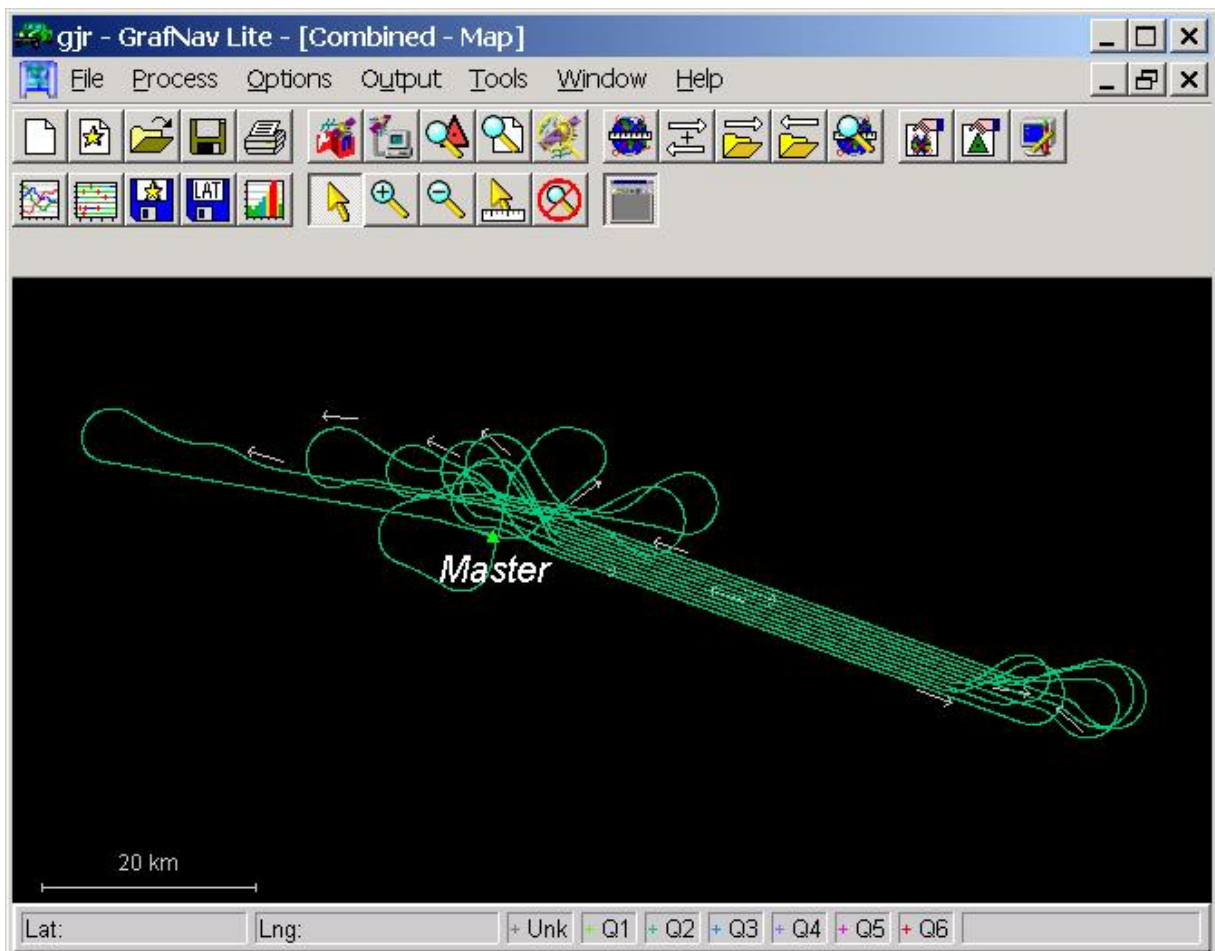 gjr - GrafNav Lite - [Combined - Map]
File Process Options Output Tools Window Help
LAT
Master
20 km
Lat: Lng: + Unk + Q1 + Q2 + Q3 + Q4 + Q5 + Q6